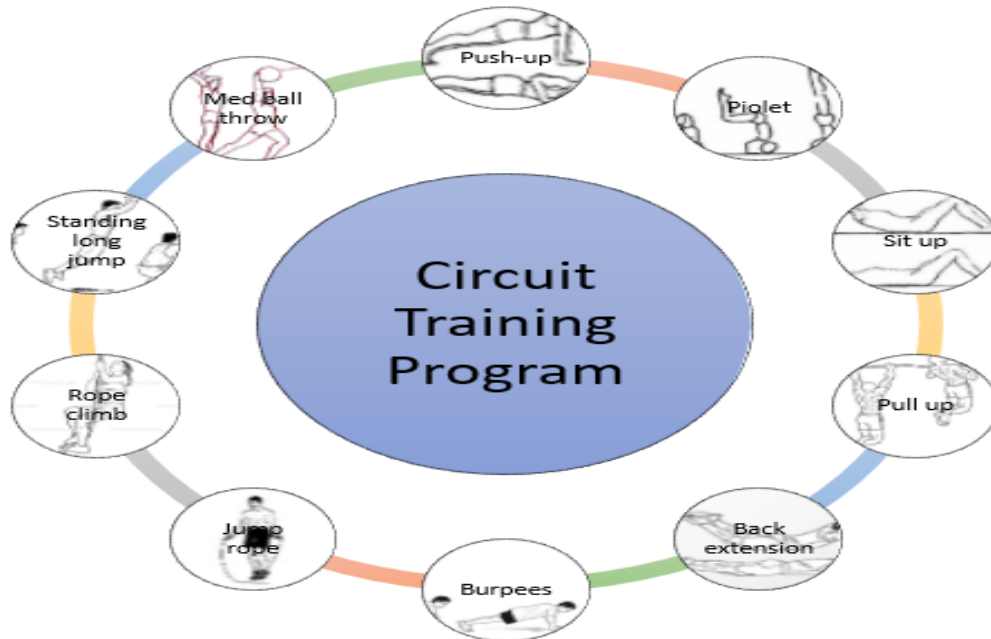 Circuit
Training
Program
Push-up
Piolet
Sit up
Pull up
Back
extension
Burpees
Jump
rope
Rope
climb
Standing
long
jump
Med ball
throw